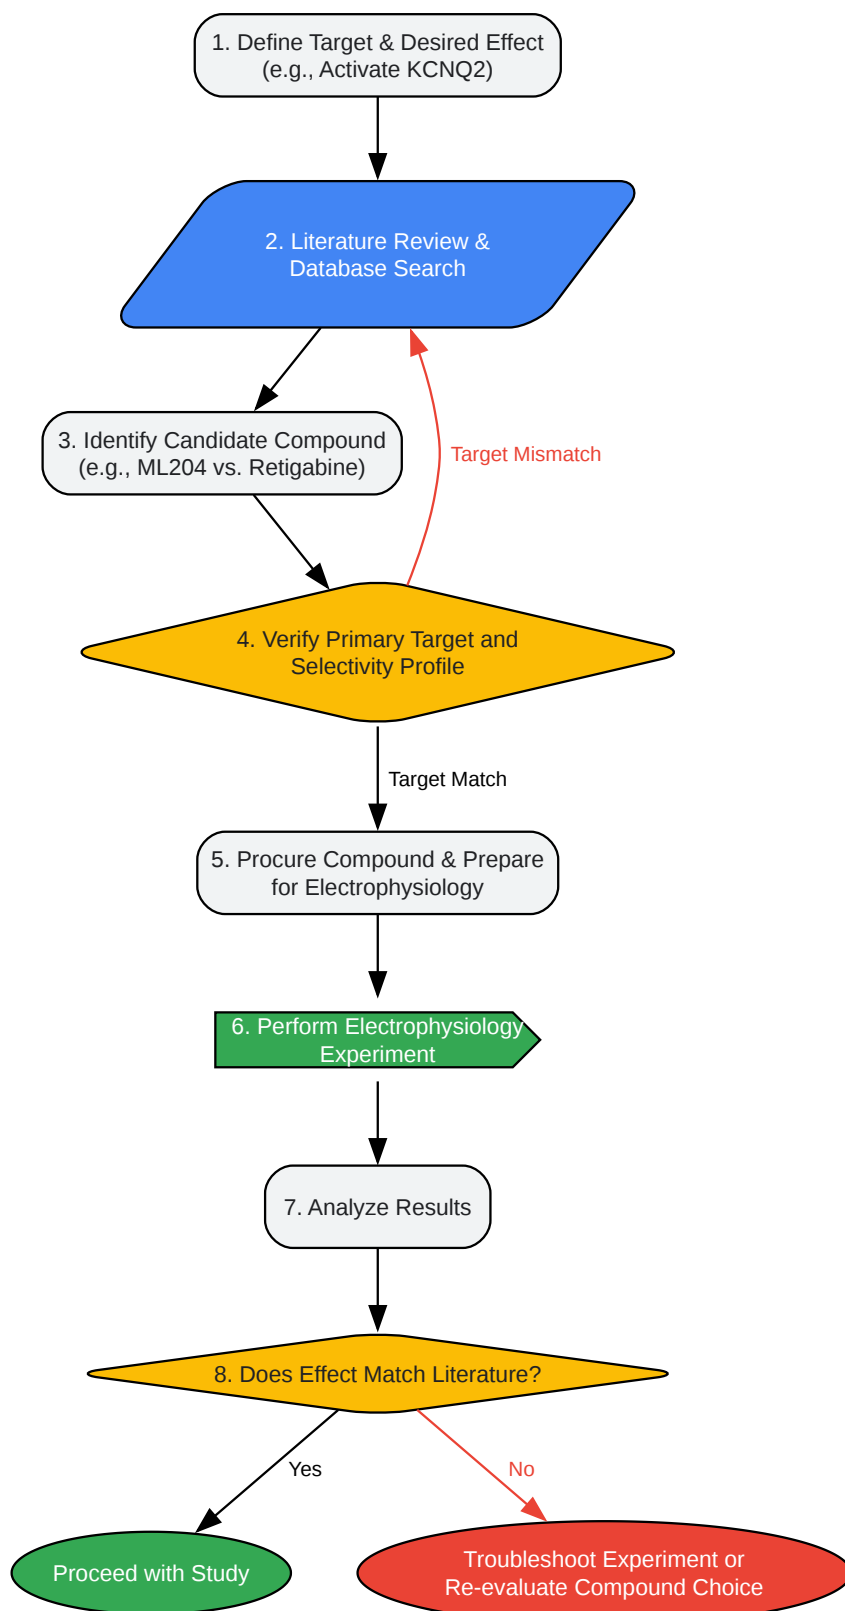 1. Define Target & Desired Effect
(e.g., Activate KCNQ2)
2. Literature Review &
Database Search
3. Identify Candidate Compound
(e.g., ML204 vs. Retigabine)
Target Mismatch
4. Verify Primary Target and
Selectivity Profile
Target Match
5. Procure Compound & Prepare
for Electrophysiology
6. Perform Electrophysiology
Experiment
7. Analyze Results
8. Does Effect Match Literature?
Yes
No
Proceed with Study
Troubleshoot Experiment or
Re-evaluate Compound Choice